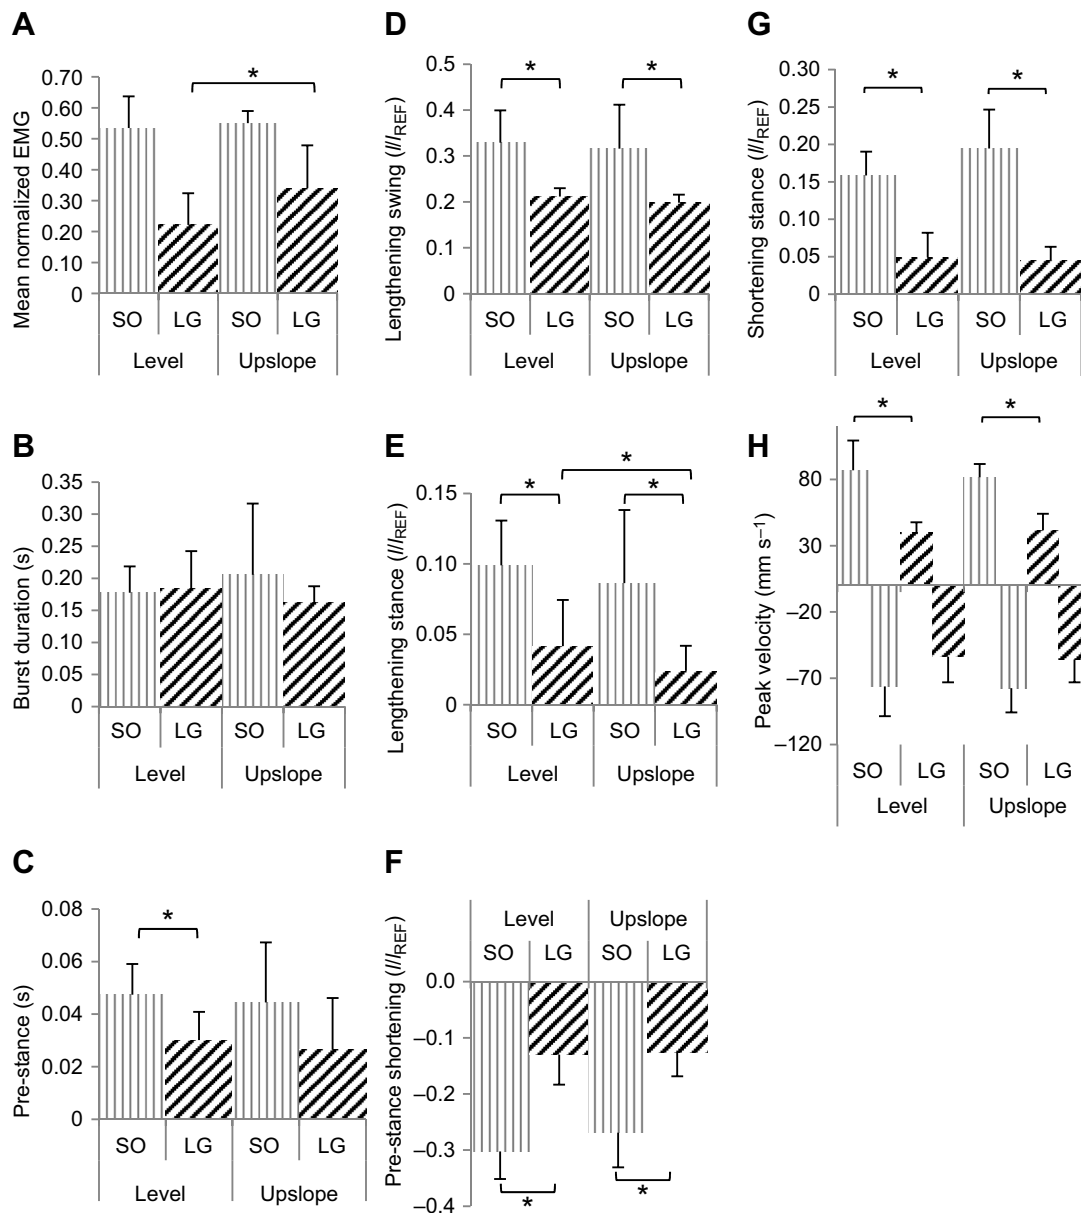 A
Mean normalized EMG
0.70
0.60
0.50
0.40
0.30
0.20
0.10
0
*
SO LG SO LG
Level Upslope
B
Burst duration (s)
0.35
0.30
0.25
0.20
0.15
0.10
0.05
0
SO LG SO LG
Level Upslope
C
Pre-stance (s)
0.08
0.06
0.04
0.02
0
*
SO LG SO LG
Level Upslope
D
Lengthening swing (l/lREF)
0.5
0.4
0.3
0.2
0.1
0
* *
SO LG SO LG
Level Upslope
E
Lengthening stance (l/lREF)
0.15
0.10
0.05
0
*
* *
SO LG SO LG
Level Upslope
F
Pre-stance shortening (l/lREF)
Level Upslope
SO LG SO LG
0.0
–0.1
–0.2
–0.3
–0.4
* *
G
Shortening stance (l/lREF)
0.30
0.25
0.20
0.15
0.10
0.05
0
* *
SO LG SO LG
Level Upslope
H
Peak velocity (mm s–1)
80
30
–20
–70
–120
* *
SO LG SO LG
Level Upslope